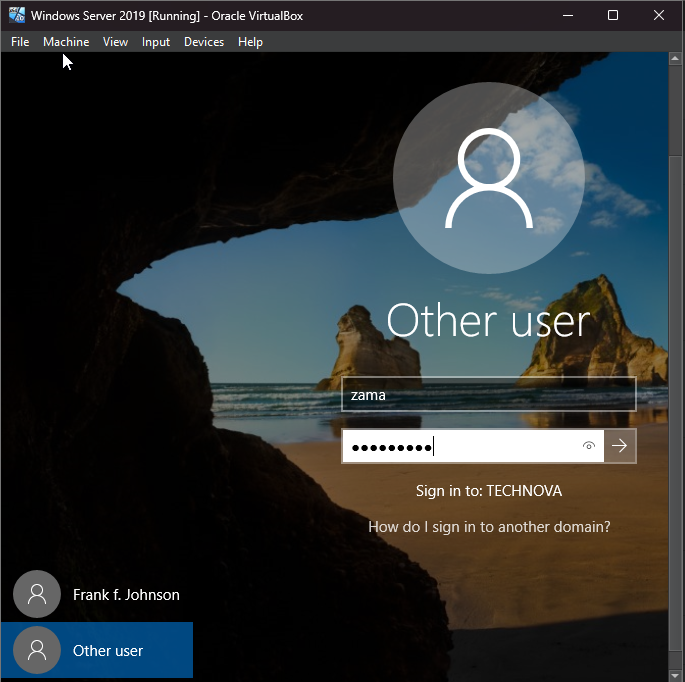 Windows Server 2019 [Running] - Oracle VirtualBox
File Machine View Input Devices Help
Other user
zama
Sign in to: TECHNOVA
How do I sign in to another domain?
Frank f. Johnson
Other user